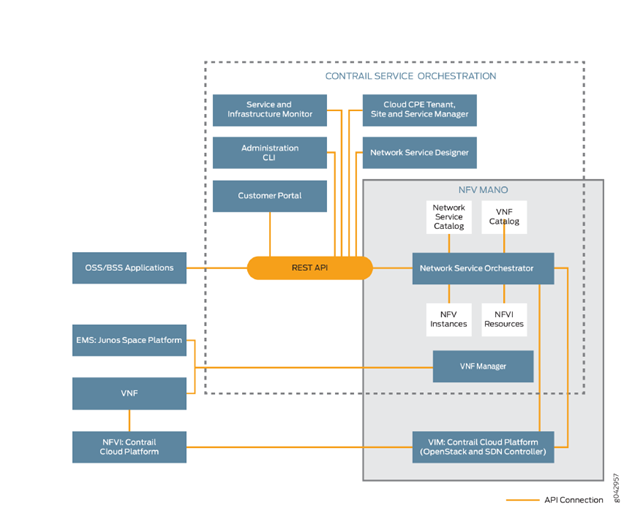 CONTRAIL SERVICE ORCHESTRATION
Service and
Infrastructure Monitor
Cloud CPE Tenant,
Site and Service Manager
Administration
CLI
Network Service Designer
Customer Portal
NFV MANO
Network
Service
Catalog
VNF
Catalog
OSS/BSS Applications
REST API
Network Service Orchestrator
NFV
Instances
NFVI
Resources
EMS: Junos Space Platform
VNF Manager
VNF
NFVI: Contrail
Cloud Platform
VIM: Contrail Cloud Platform
(OpenStack and SDN Controller)
API Connection
g042957